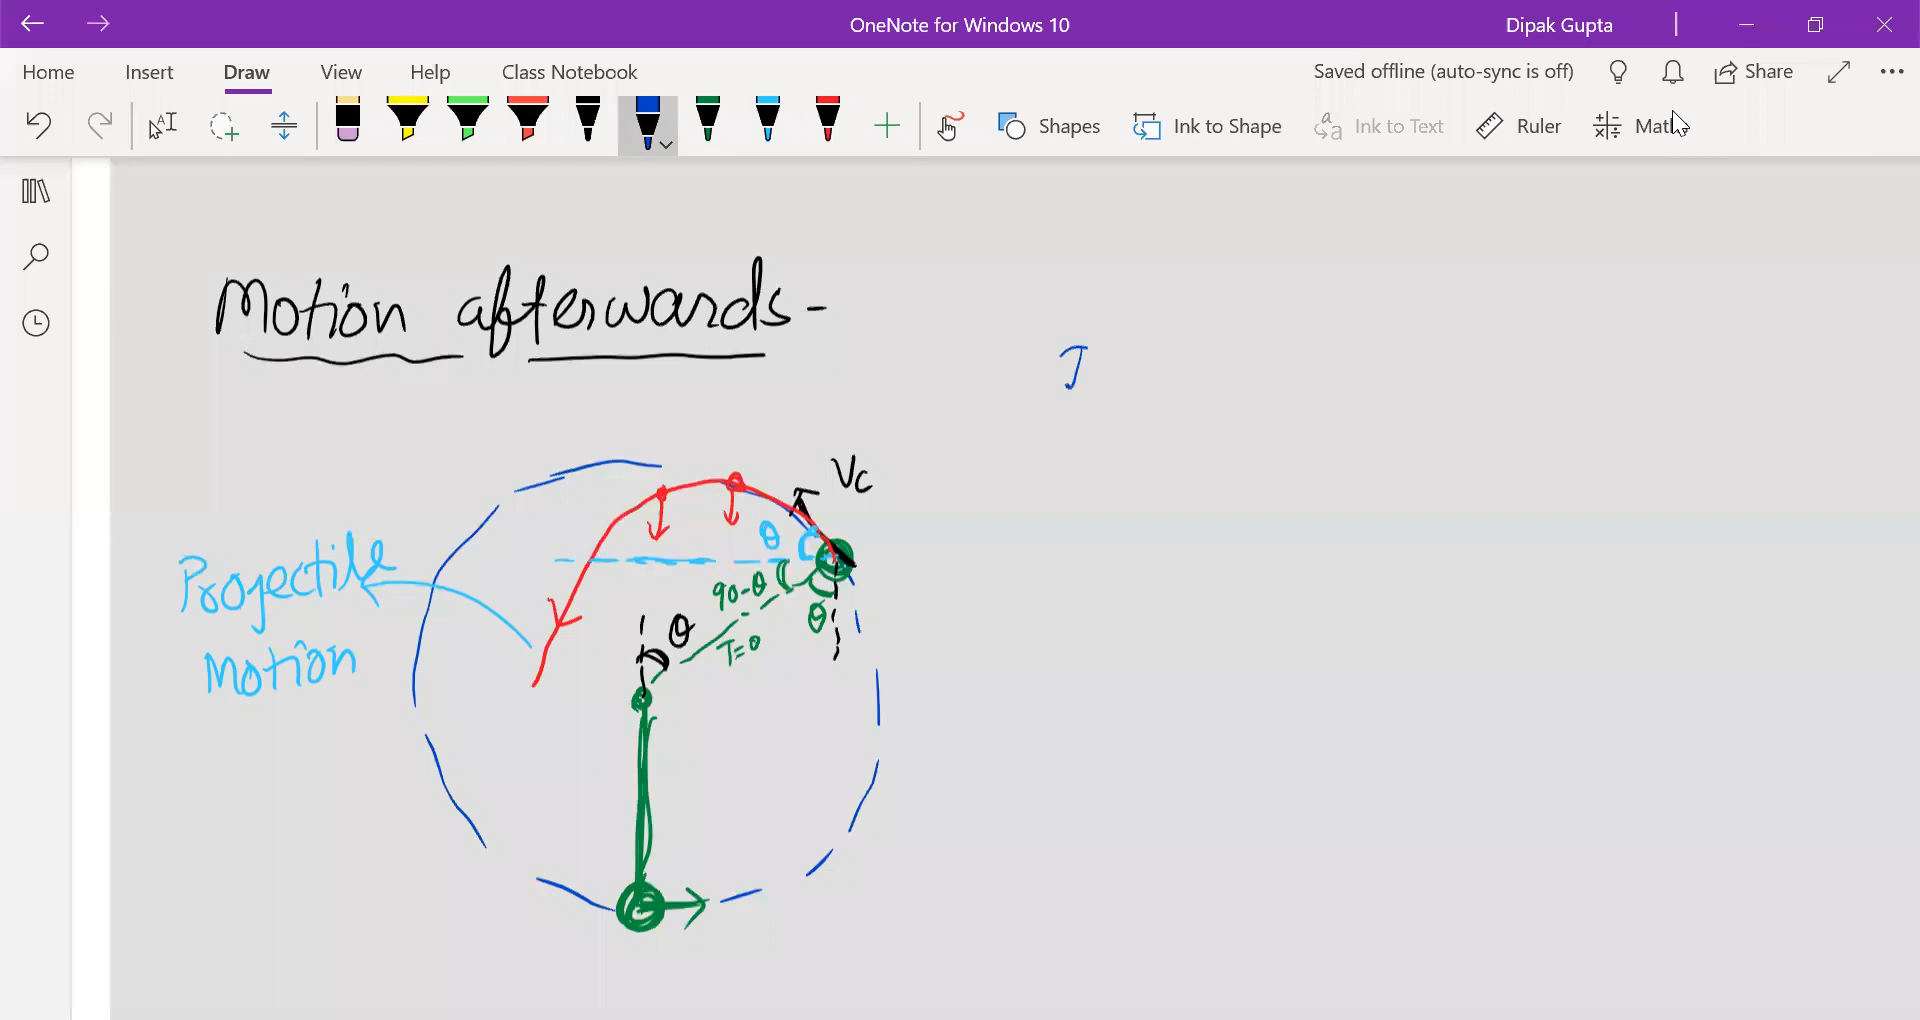 OneNote for Windows 10
Dipak Gupta
Home Insert Draw View Help Class Notebook
Saved offline (auto-sync is off) Share
Shapes Ink to Shape Ink to Text Ruler
Motion afterwards -
Vc
θ
Projectile
Motion
90-θ
θ
θ
T=0